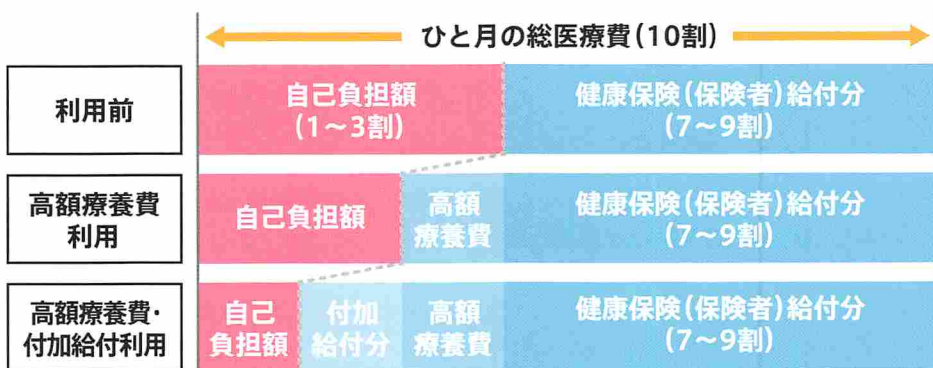 ひと月の総医療費(10割)
利用前
自己負担額
(1～3割)
健康保険(保険者)給付分
(7～9割)
高額療養費
利用
自己負担額
高額
療養費
健康保険(保険者)給付分
(7～9割)
高額療養費・
付加給付利用
自己
負担額
付加
給付分
高額
療養費
健康保険(保険者)給付分
(7～9割)